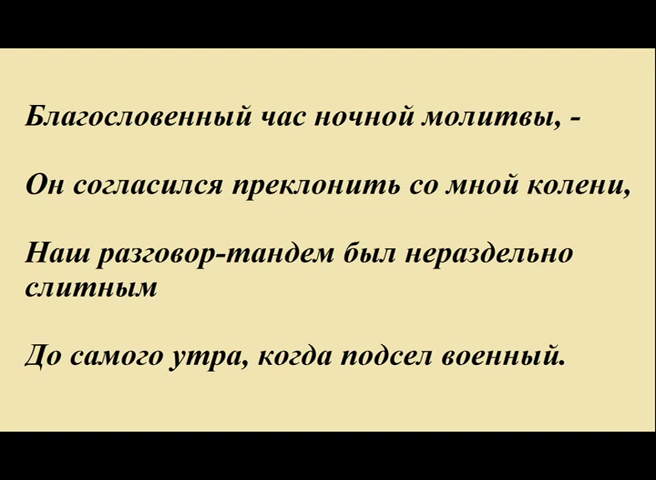 Благословенный час ночной молитвы, -
Он согласился преклонить со мной колени,
Наш разговор-тандем был нераздельно
слитным
До самого утра, когда подсел военный.